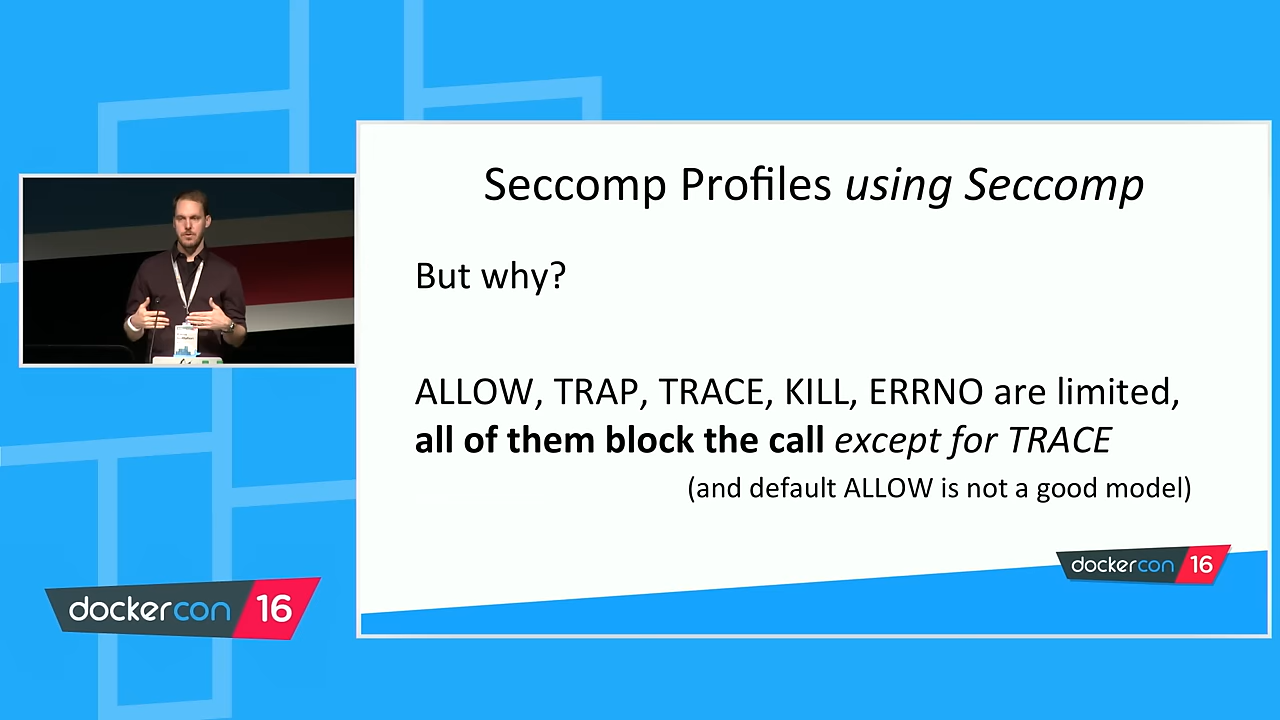 Seccomp Profiles using Seccomp
But why?
ALLOW, TRAP, TRACE, KILL, ERRNO are limited,
all of them block the call except for TRACE
(and default ALLOW is not a good model)
dockercon 16
dockercon 16